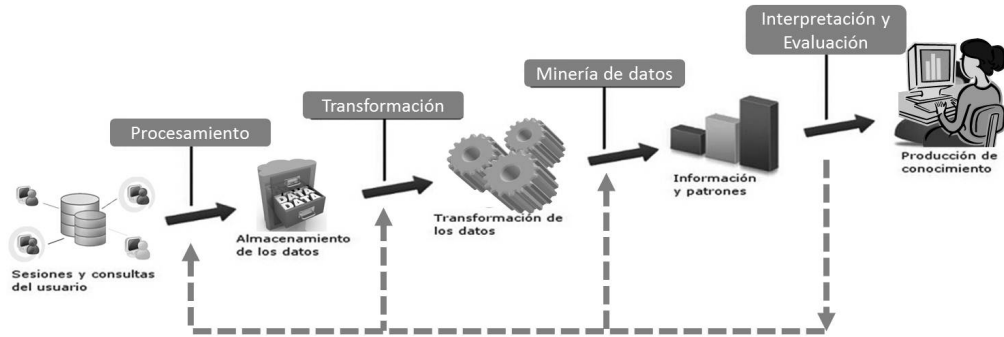 Interpretación y
Evaluación
Minería de datos
Transformación
Procesamiento
DATA
DATA
Sesiones y consultas
del usuario
Almacenamiento
de los datos
Transformación de
los datos
Información
y patrones
Producción de
conocimiento